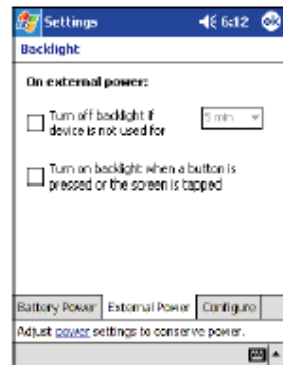 Settings 6:12 ok
Backlight
On external power:
Turn off backlight if
device is not used for
5 min
Turn on backlight when a button is
pressed or the screen is tapped
Battery Power External Power Configure
Adjust power settings to conserve power.